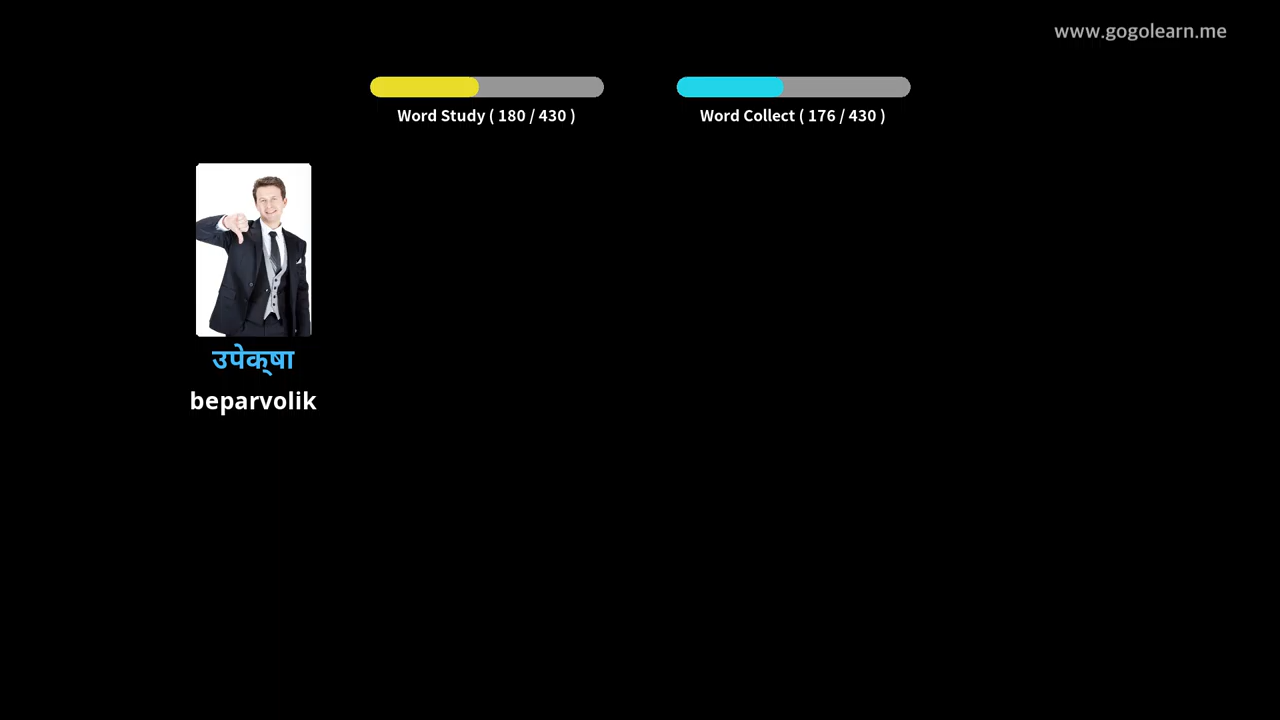 www.gogolearn.me
Word Study ( 180 / 430 )
Word Collect ( 176 / 430 )
उपेक्षा
beparvolik